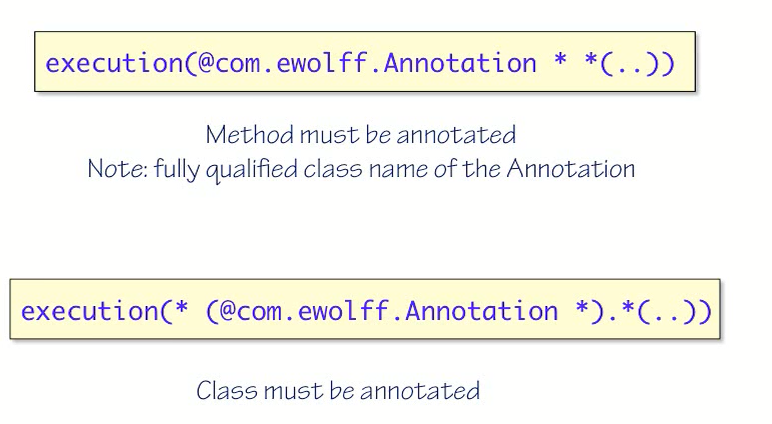 execution(@com.ewolff.Annotation * *(..))
Method must be annotated
Note: fully qualified class name of the Annotation
execution(* (@com.ewolff.Annotation *).*(..))
Class must be annotated